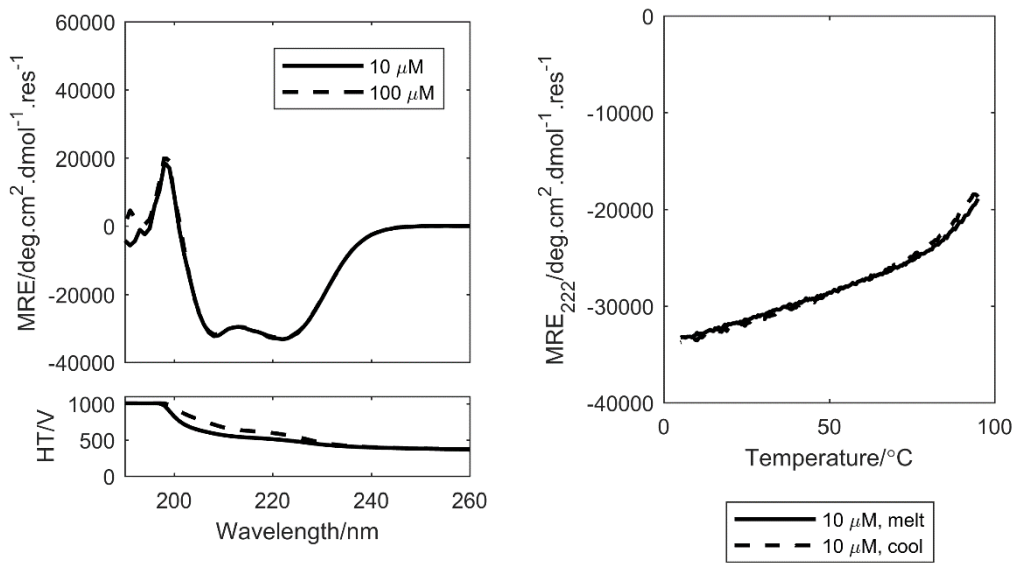 60000
40000
20000
0
-20000
-40000
MRE/deg.cm².dmol⁻¹.res⁻¹
10 μM
100 μM
1000
500
0
HT/V
200
220
240
260
Wavelength/nm
0
-10000
-20000
-30000
-40000
MRE₂₂₂/deg.cm².dmol⁻¹.res⁻¹
0
50
100
Temperature/°C
10 μM, melt
10 μM, cool